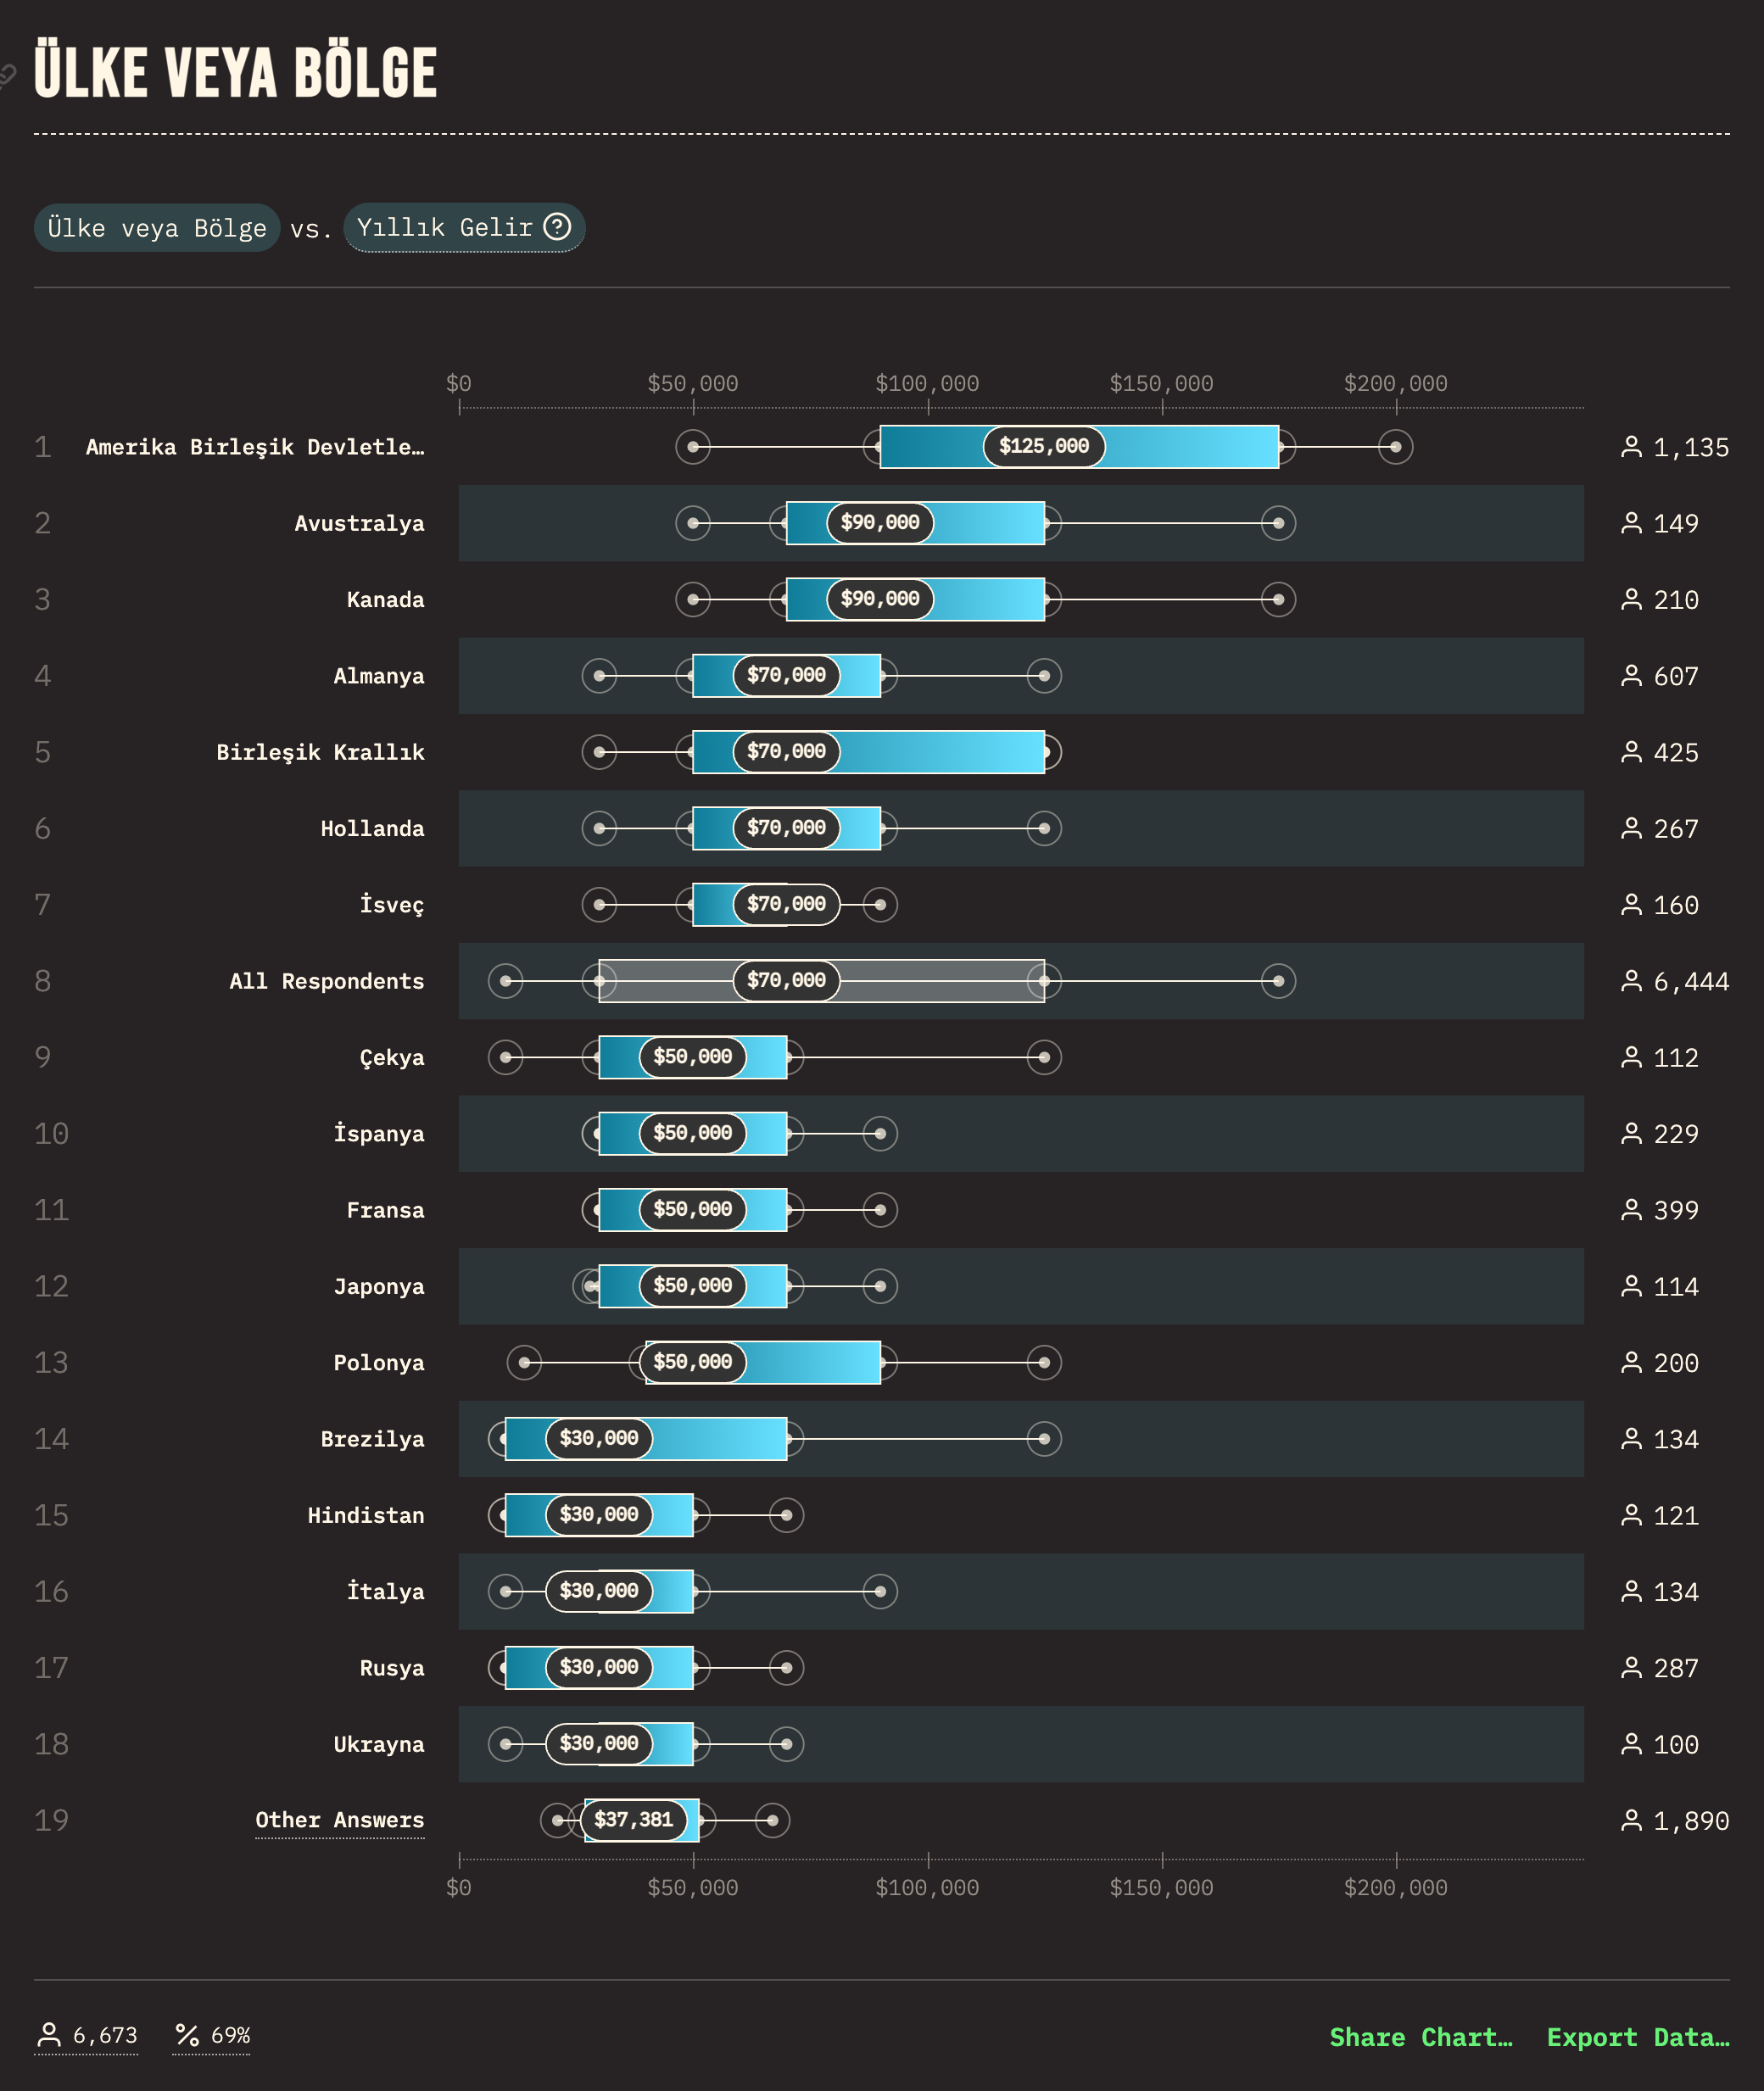 ÜLKE VEYA BÖLGE
Ülke veya Bölge vs. Yıllık Gelir ?
$0 $50,000 $100,000 $150,000 $200,000
1 Amerika Birleşik Devletle… $125,000 1,135
2 Avustralya $90,000 149
3 Kanada $90,000 210
4 Almanya $70,000 607
5 Birleşik Krallık $70,000 425
6 Hollanda $70,000 267
7 İsveç $70,000 160
8 All Respondents $70,000 6,444
9 Çekya $50,000 112
10 İspanya $50,000 229
11 Fransa $50,000 399
12 Japonya $50,000 114
13 Polonya $50,000 200
14 Brezilya $30,000 134
15 Hindistan $30,000 121
16 İtalya $30,000 134
17 Rusya $30,000 287
18 Ukrayna $30,000 100
19 Other Answers $37,381 1,890
$0 $50,000 $100,000 $150,000 $200,000
6,673 % 69% Share Chart… Export Data…